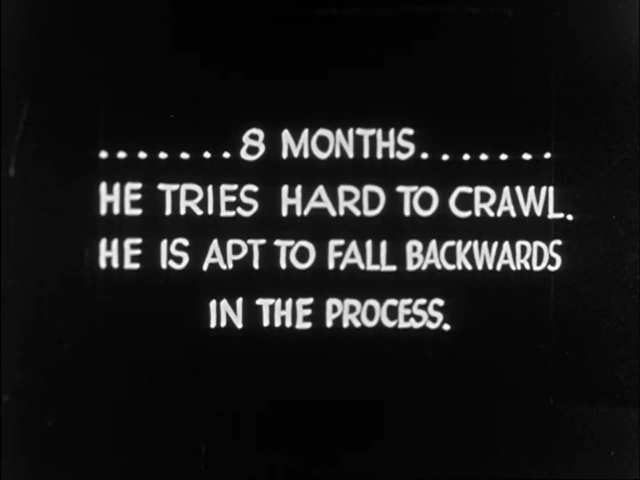 .......8 MONTHS.......
HE TRIES HARD TO CRAWL.
HE IS APT TO FALL BACKWARDS
IN THE PROCESS.